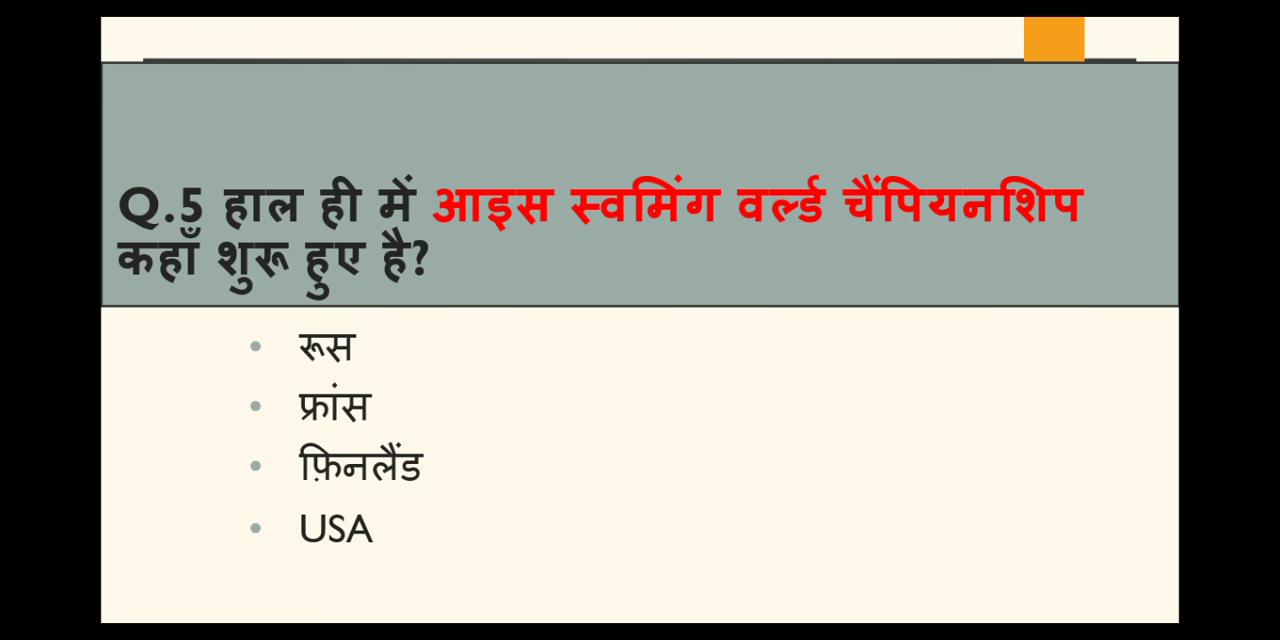 Q.5 हाल ही में आइस स्वमिंग वर्ल्ड चैंपियनशिप
कहाँ शुरू हुए है?
• रूस
• फ्रांस
• फ़िनलैंड
• USA